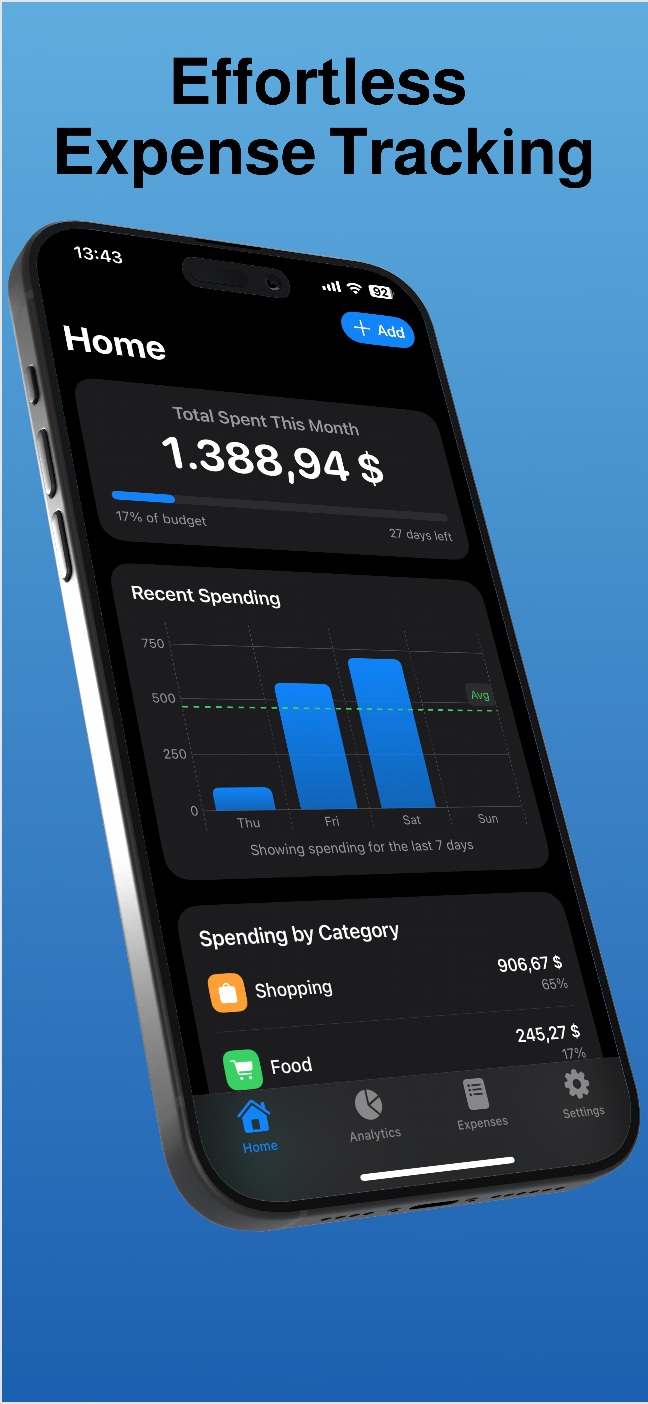 Effortless
Expense Tracking
13:43
92
Home
+ Add
Total Spent This Month
1.388,94 $
17% of budget
27 days left
Recent Spending
750
500
250
0
Avg
Thu Fri Sat Sun
Showing spending for the last 7 days
Spending by Category
Shopping
906,67 $
65%
Food
245,27 $
17%
Home Analytics Expenses Settings